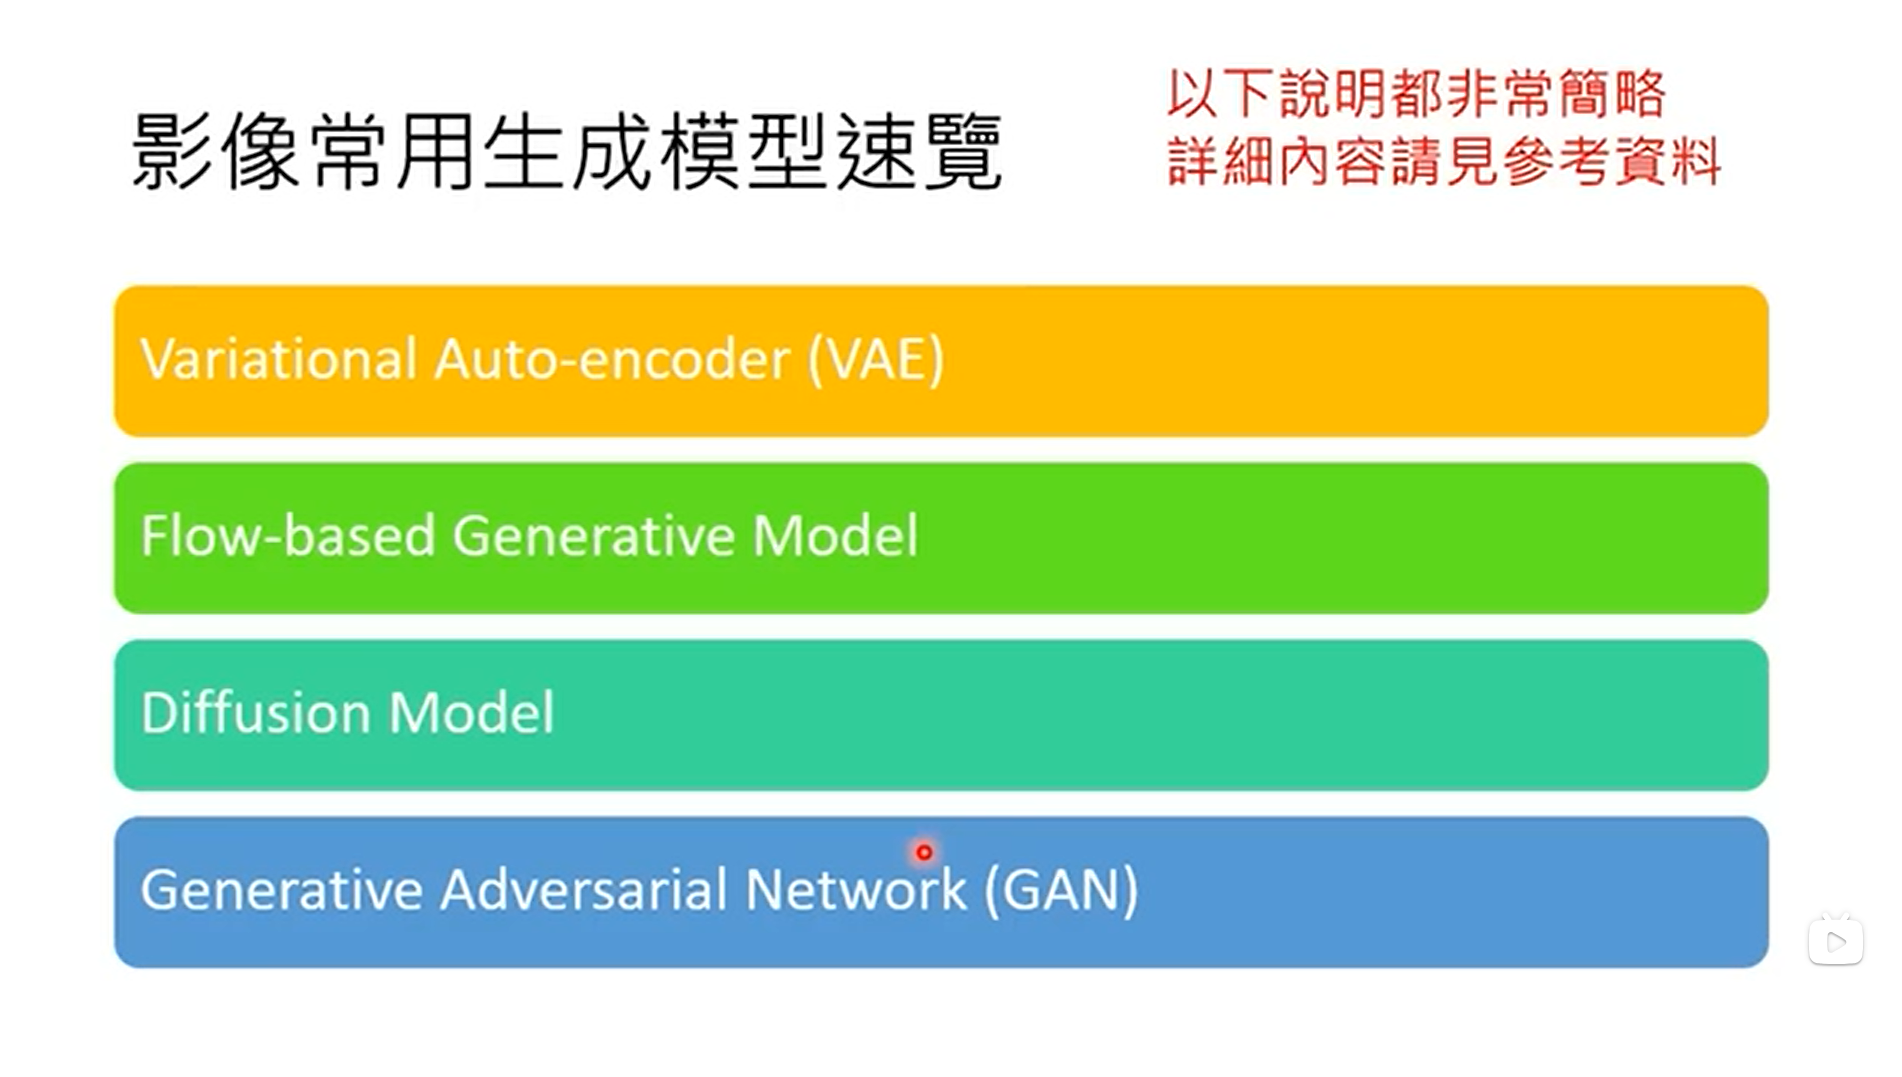 影像常用生成模型速覽
以下說明都非常簡略
詳細內容請見參考資料
Variational Auto-encoder (VAE)
Flow-based Generative Model
Diffusion Model
Generative Adversarial Network (GAN)